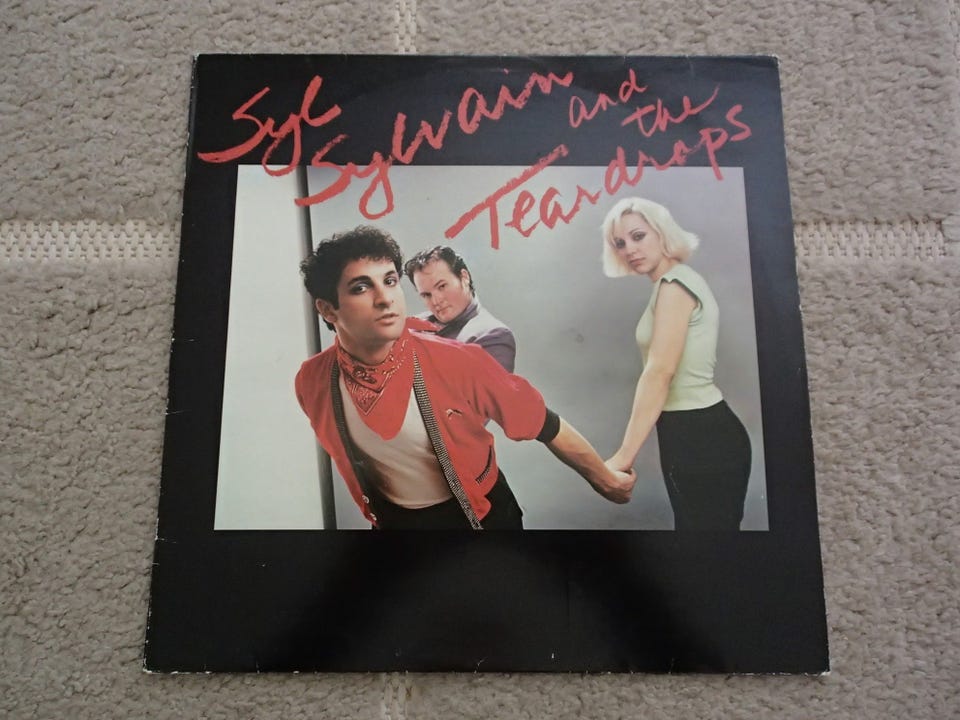 Syl
Sylvain and the
Teardrops